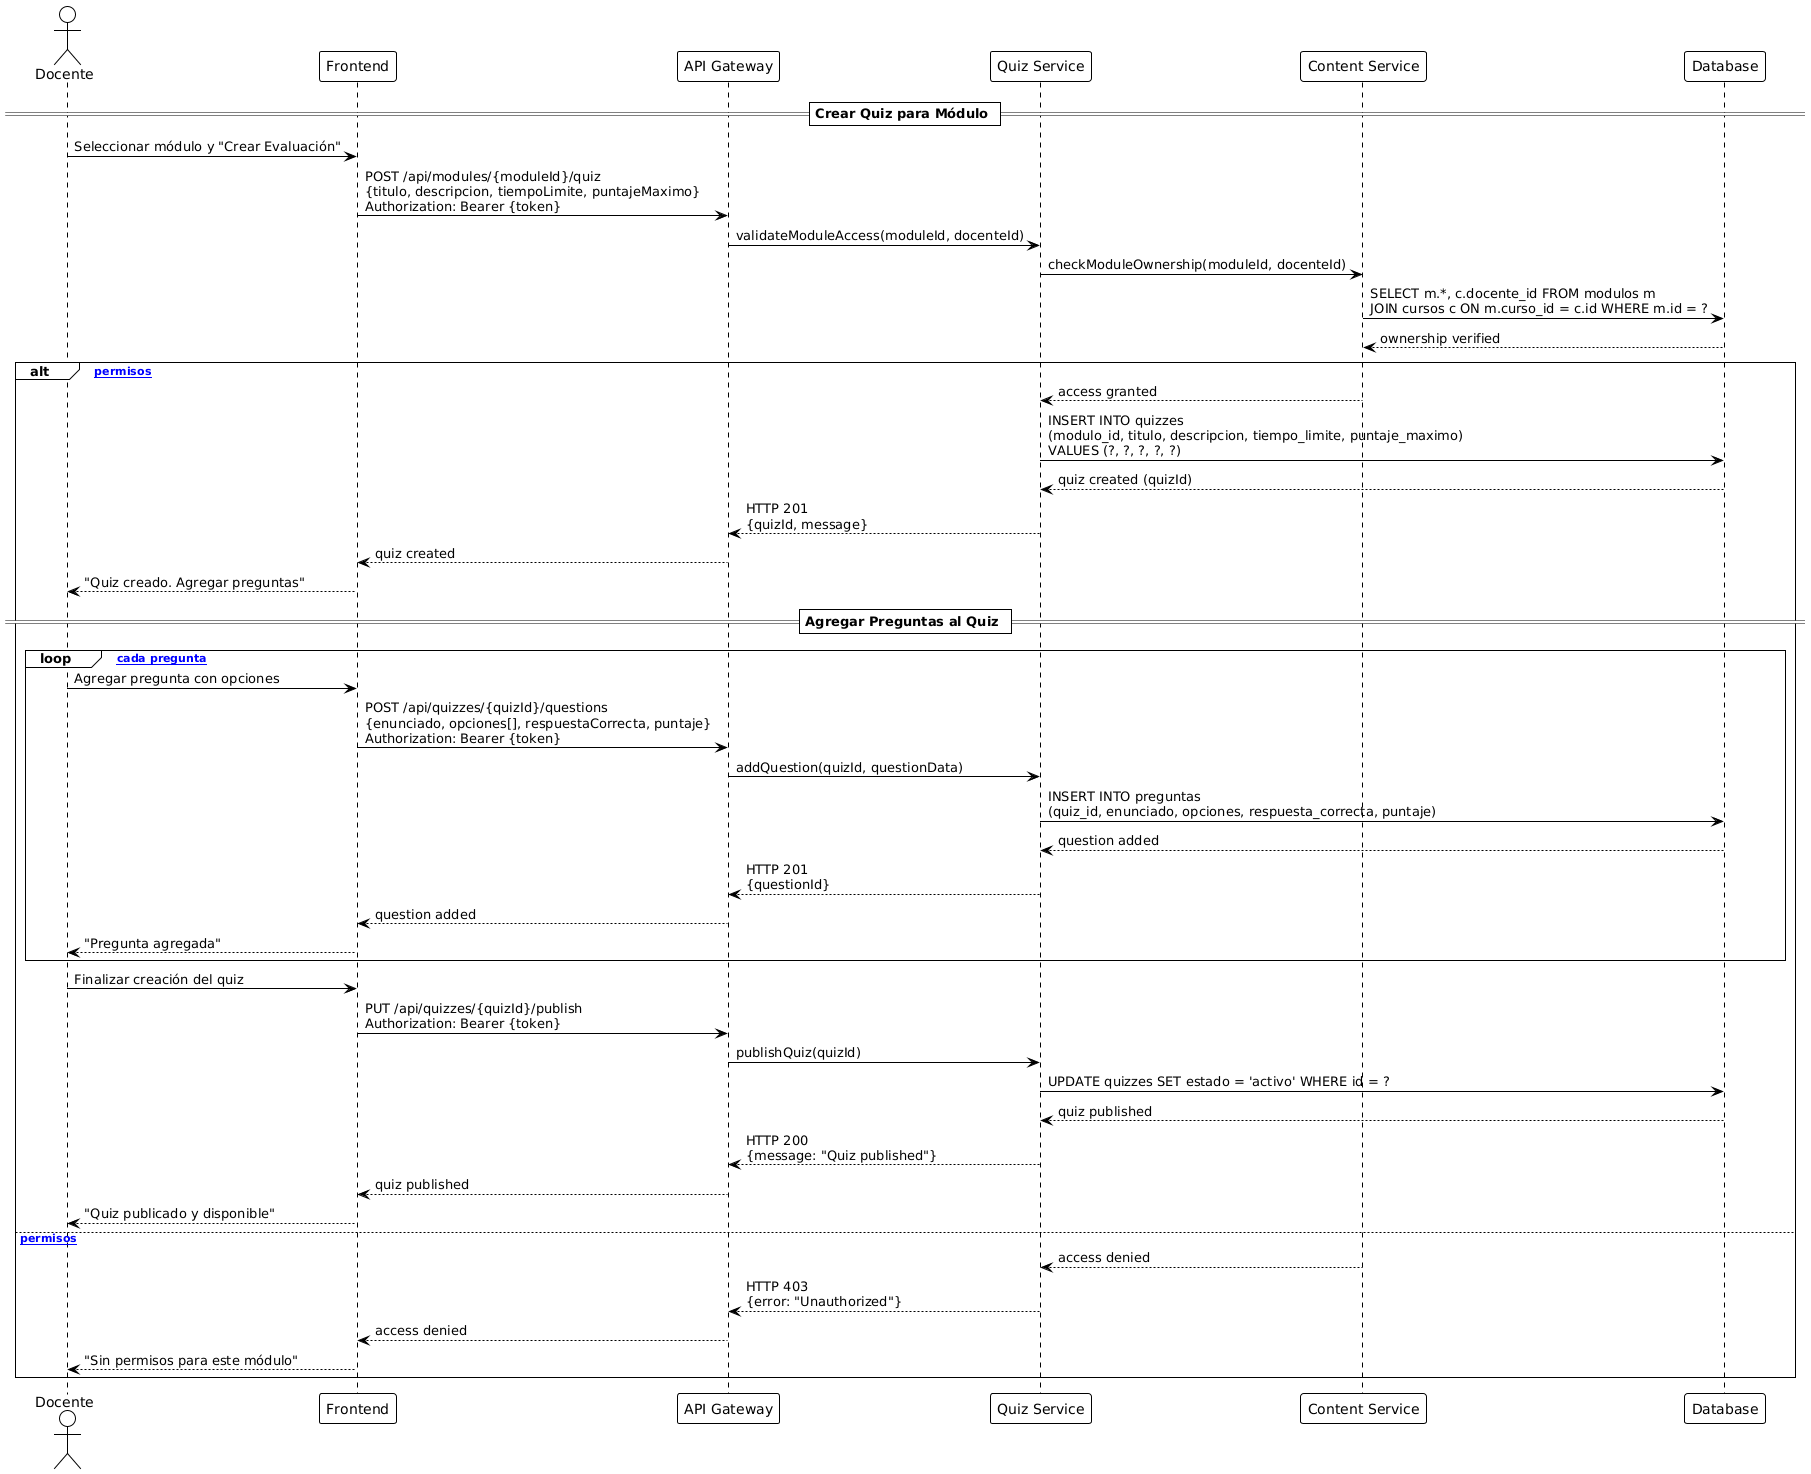 Docente
Frontend
API Gateway
Quiz Service
Content Service
Database
Crear Quiz para Módulo
Seleccionar módulo y "Crear Evaluación"
POST /api/modules/{moduleId}/quiz
{titulo, descripcion, tiempoLimite, puntajeMaximo}
Authorization: Bearer {token}
validateModuleAccess(moduleId, docenteId)
checkModuleOwnership(moduleId, docenteId)
SELECT m.*, c.docente_id FROM modulos m
JOIN cursos c ON m.curso_id = c.id WHERE m.id = ?
ownership verified
alt
permisos
access granted
INSERT INTO quizzes
(modulo_id, titulo, descripcion, tiempo_limite, puntaje_maximo)
VALUES (?, ?, ?, ?, ?)
quiz created (quizId)
HTTP 201
{quizId, message}
quiz created
"Quiz creado. Agregar preguntas"
Agregar Preguntas al Quiz
loop
cada pregunta
Agregar pregunta con opciones
POST /api/quizzes/{quizId}/questions
{enunciado, opciones[], respuestaCorrecta, puntaje}
Authorization: Bearer {token}
addQuestion(quizId, questionData)
INSERT INTO preguntas
(quiz_id, enunciado, opciones, respuesta_correcta, puntaje)
question added
HTTP 201
{questionId}
question added
"Pregunta agregada"
Finalizar creación del quiz
PUT /api/quizzes/{quizId}/publish
Authorization: Bearer {token}
publishQuiz(quizId)
UPDATE quizzes SET estado = 'activo' WHERE id = ?
quiz published
HTTP 200
{message: "Quiz published"}
quiz published
"Quiz publicado y disponible"
permisos
access denied
HTTP 403
{error: "Unauthorized"}
access denied
"Sin permisos para este módulo"
Docente
Frontend
API Gateway
Quiz Service
Content Service
Database